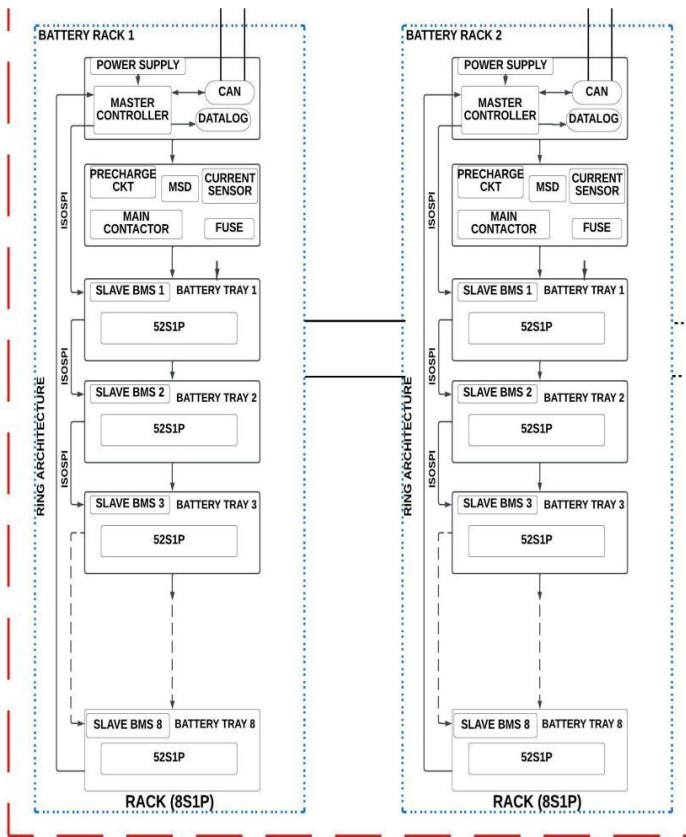 BATTERY RACK 1
POWER SUPPLY
MASTER
CONTROLLER
CAN
DATALOG
PRECHARGE
CKT
MSD
CURRENT
SENSOR
MAIN
CONTACTOR
FUSE
ISOSPI
SLAVE BMS 1
BATTERY TRAY 1
52S1P
ISOSPI
SLAVE BMS 2
BATTERY TRAY 2
52S1P
ISOSPI
SLAVE BMS 3
BATTERY TRAY 3
52S1P
RING ARCHITECTURE
SLAVE BMS 8
BATTERY TRAY 8
52S1P
RACK (8S1P)
BATTERY RACK 2
POWER SUPPLY
MASTER
CONTROLLER
CAN
DATALOG
PRECHARGE
CKT
MSD
CURRENT
SENSOR
MAIN
CONTACTOR
FUSE
ISOSPI
SLAVE BMS 1
BATTERY TRAY 1
52S1P
ISOSPI
SLAVE BMS 2
BATTERY TRAY 2
52S1P
ISOSPI
SLAVE BMS 3
BATTERY TRAY 3
52S1P
RING ARCHITECTURE
SLAVE BMS 8
BATTERY TRAY 8
52S1P
RACK (8S1P)